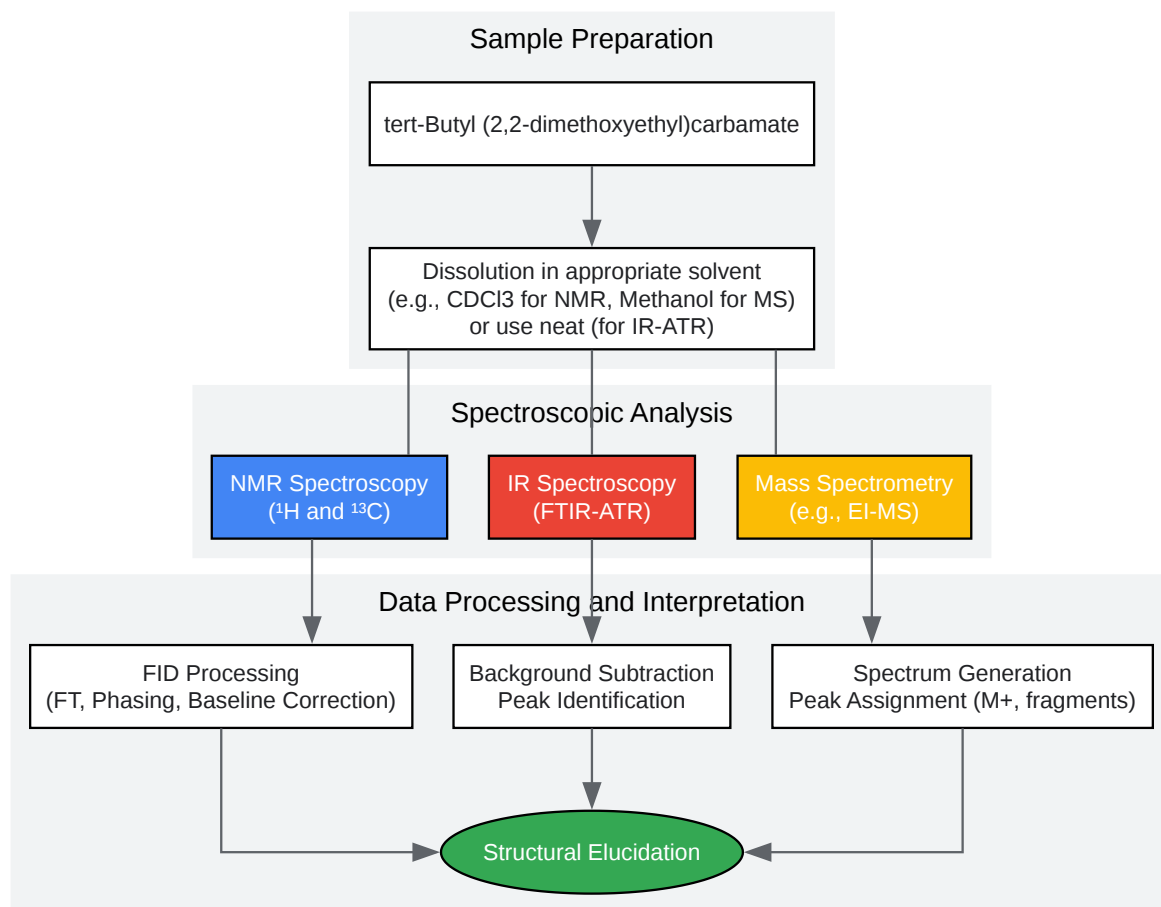 Sample Preparation
tert-Butyl (2,2-dimethoxyethyl)carbamate
Dissolution in appropriate solvent
(e.g., CDCl3 for NMR, Methanol for MS)
or use neat (for IR-ATR)
Spectroscopic Analysis
NMR Spectroscopy
(¹H and ¹³C)
IR Spectroscopy
(FTIR-ATR)
Mass Spectrometry
(e.g., EI-MS)
Data Processing and Interpretation
FID Processing
(FT, Phasing, Baseline Correction)
Background Subtraction
Peak Identification
Spectrum Generation
Peak Assignment (M+, fragments)
Structural Elucidation